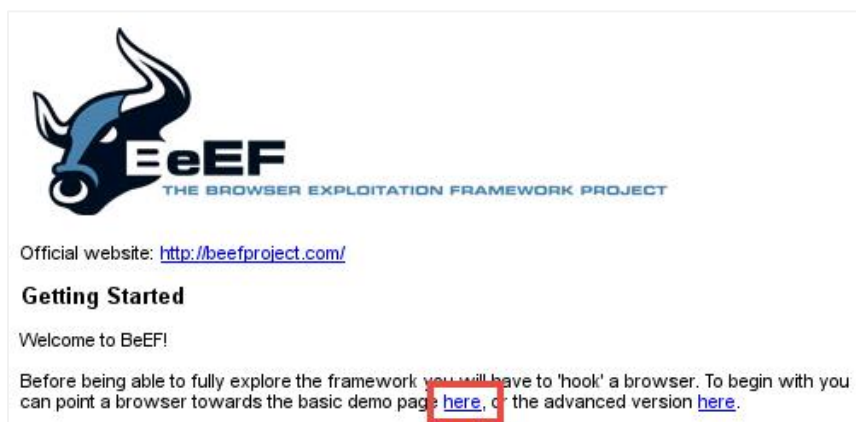 BeEF
THE BROWSER EXPLOITATION FRAMEWORK PROJECT
Official website: http://beefproject.com/
Getting Started
Welcome to BeEF!
Before being able to fully explore the framework you will have to 'hook' a browser. To begin with you
can point a browser towards the basic demo page here, or the advanced version here.